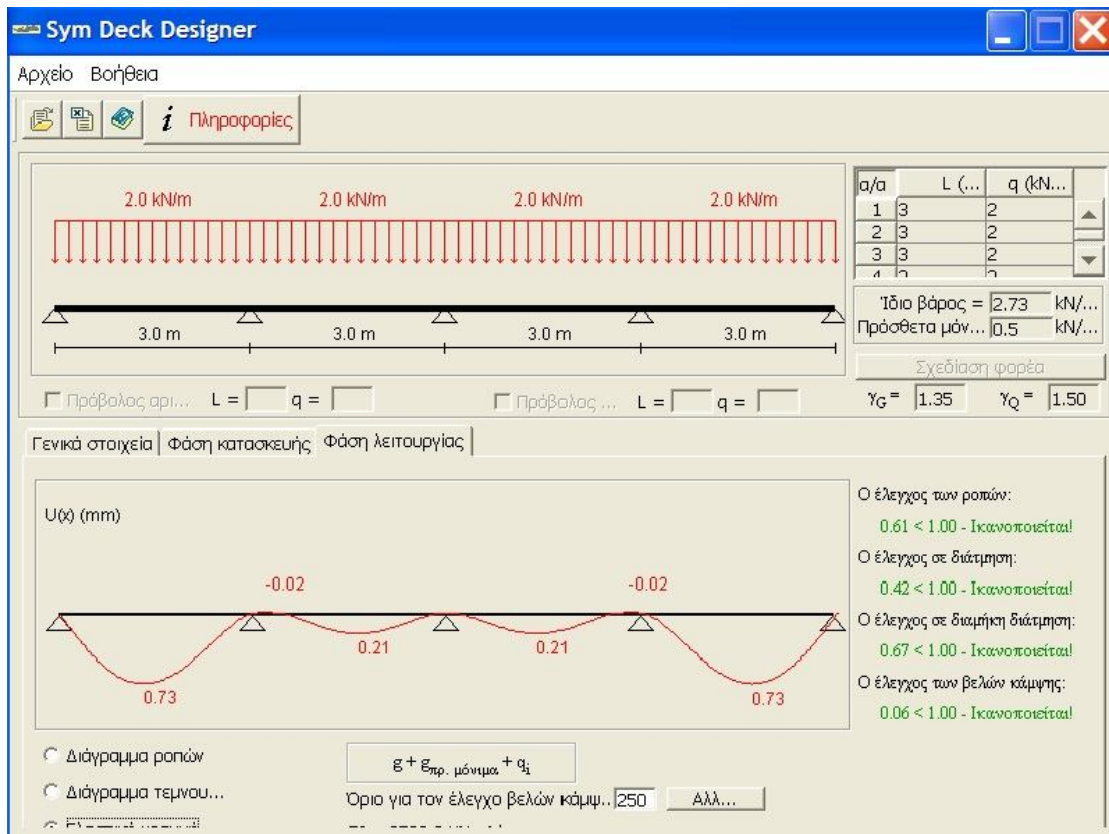 Sym Deck Designer
Αρχείο Βοήθεια
i Πληροφορίες
2.0 kN/m 2.0 kN/m 2.0 kN/m 2.0 kN/m
3.0 m 3.0 m 3.0 m 3.0 m
α/α L (... q (kN...
1 3 2
2 3 2
3 3 2
Ίδιο βάρος = 2.73 kN/...
Πρόσθετα μόν... 0.5 kN/...
Σχεδίαση φορέα
Πρόβολος αρι... L = q = Πρόβολος ... L = q =
γG = 1.35 γQ = 1.50
Γενικά στοιχεία Φάση κατασκευής Φάση λειτουργίας
U(x) (mm)
-0.02 -0.02
0.21 0.21
0.73 0.73
Ο έλεγχος των ροπών:
0.61 < 1.00 - Ικανοποιείται!
Ο έλεγχος σε διάτμηση:
0.42 < 1.00 - Ικανοποιείται!
Ο έλεγχος σε διαμήκη διάτμηση:
0.67 < 1.00 - Ικανοποιείται!
Ο έλεγχος των βελών κάμψης:
0.06 < 1.00 - Ικανοποιείται!
Διάγραμμα ροπών
g + gπρ. μόνιμα + qi
Διάγραμμα τεμνου...
Όριο για τον έλεγχο βελών κάμψ.. 250 Αλλ...